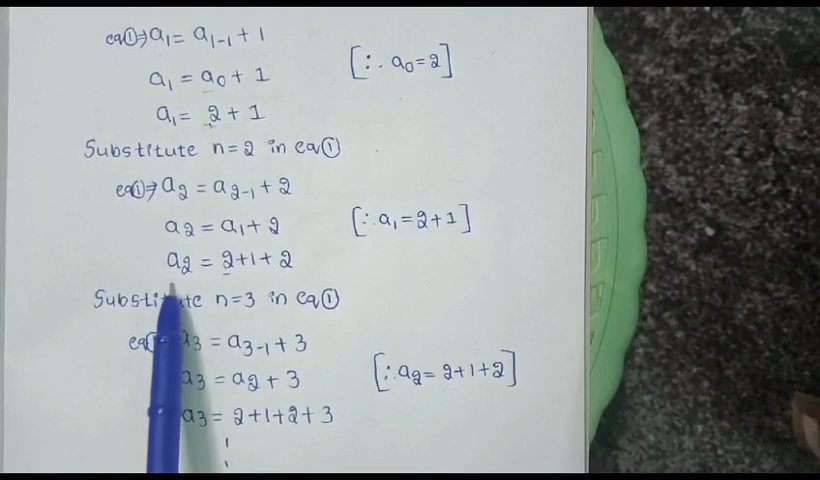 eq①⇒ a₁ = a₁₋₁ + 1
a₁ = a₀ + 1 [∵ a₀ = 2]
a₁ = 2 + 1
Substitute n=2 in eq①
eq①⇒ a₂ = a₂₋₁ + 2
a₂ = a₁ + 2 [∵ a₁ = 2+1]
a₂ = 2+1+2
Substitute n=3 in eq①
a₃ = a₃₋₁ + 3
a₃ = a₂ + 3 [∵ a₂ = 2+1+2]
a₃ = 2+1+2+3